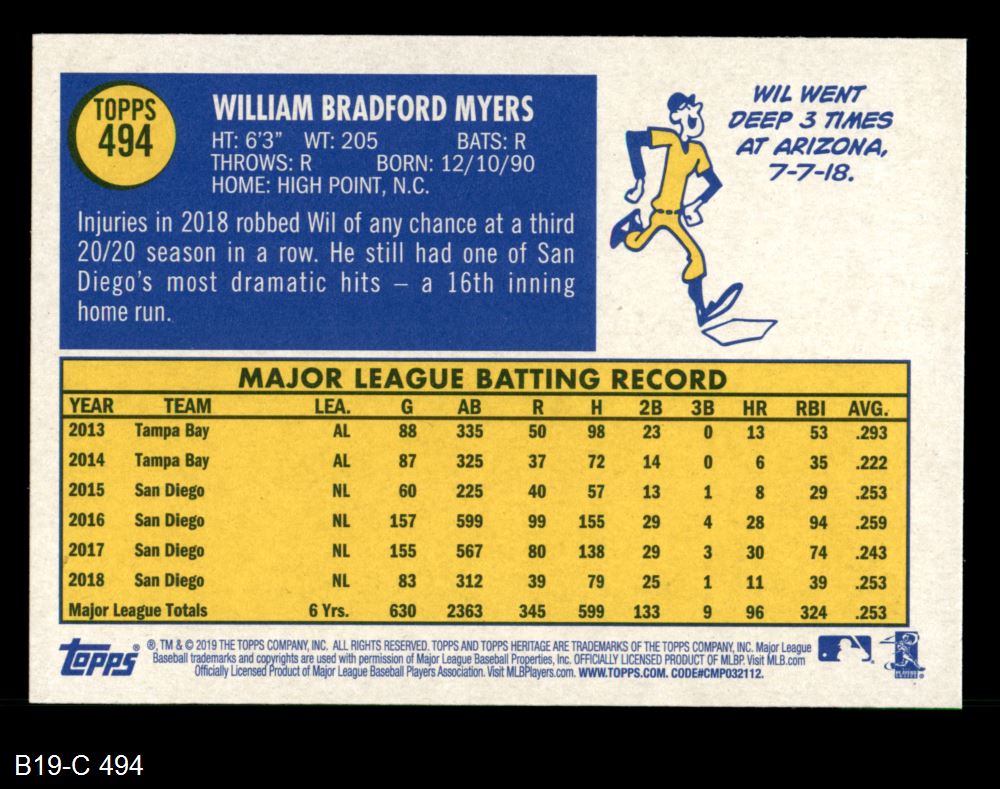 TOPPS
494
WILLIAM BRADFORD MYERS
HT: 6'3" WT: 205 BATS: R
THROWS: R BORN: 12/10/90
HOME: HIGH POINT, N.C.
Injuries in 2018 robbed Wil of any chance at a third
20/20 season in a row. He still had one of San
Diego's most dramatic hits – a 16th inning
home run.
WIL WENT
DEEP 3 TIMES
AT ARIZONA,
7-7-18.
MAJOR LEAGUE BATTING RECORD
YEAR TEAM LEA. G AB R H 2B 3B HR RBI AVG.
2013 Tampa Bay AL 88 335 50 98 23 0 13 53 .293
2014 Tampa Bay AL 87 325 37 72 14 0 6 35 .222
2015 San Diego NL 60 225 40 57 13 1 8 29 .253
2016 San Diego NL 157 599 99 155 29 4 28 94 .259
2017 San Diego NL 155 567 80 138 29 3 30 74 .243
2018 San Diego NL 83 312 39 79 25 1 11 39 .253
Major League Totals 6 Yrs. 630 2363 345 599 133 9 96 324 .253
topps®
®, TM & © 2019 THE TOPPS COMPANY, INC. ALL RIGHTS RESERVED. TOPPS AND TOPPS HERITAGE ARE TRADEMARKS OF THE TOPPS COMPANY, INC. Major League
Baseball trademarks and copyrights are used with permission of Major League Baseball Properties, Inc. OFFICIALLY LICENSED PRODUCT OF MLBP. Visit MLB.com
Officially Licensed Product of Major League Baseball Players Association. Visit MLBPlayers.com. WWW.TOPPS.COM. CODE#CMP032112.
B19-C 494